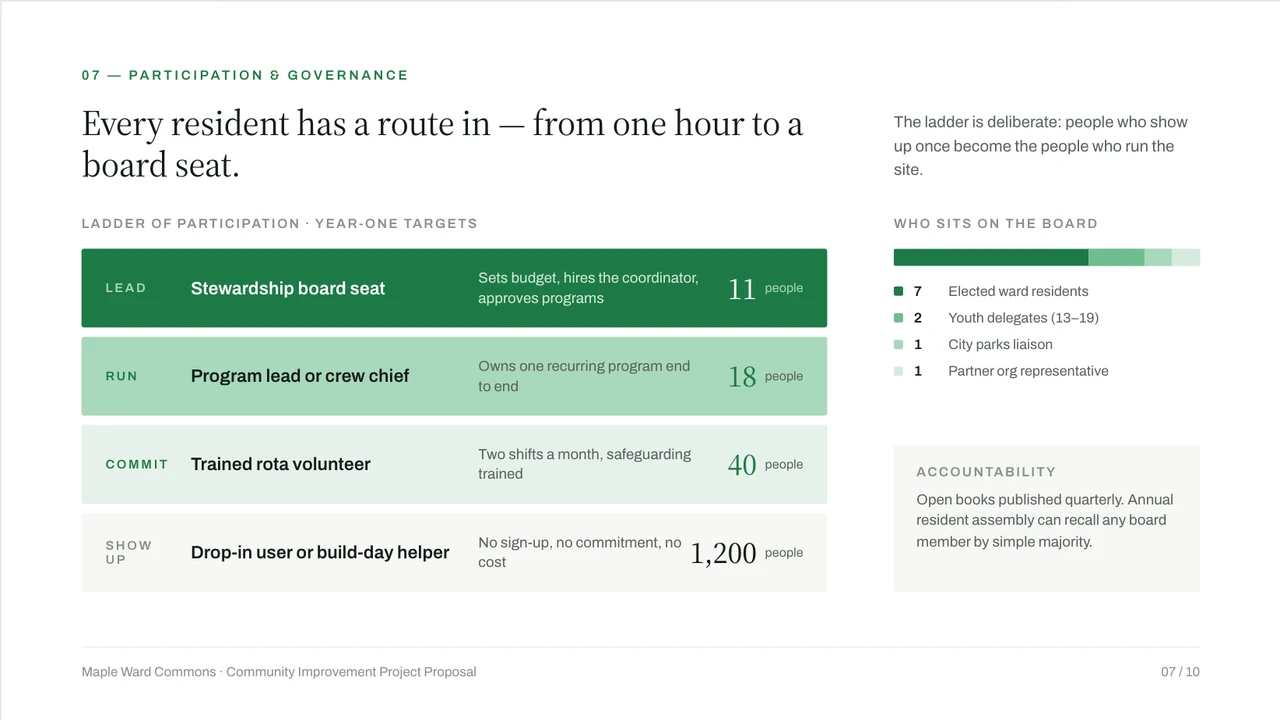 07 — PARTICIPATION & GOVERNANCE
Every resident has a route in — from one hour to a
board seat.
The ladder is deliberate: people who show
up once become the people who run the
site.
LADDER OF PARTICIPATION · YEAR-ONE TARGETS
LEAD
Stewardship board seat
Sets budget, hires the coordinator,
approves programs
11 people
RUN
Program lead or crew chief
Owns one recurring program end
to end
18 people
COMMIT
Trained rota volunteer
Two shifts a month, safeguarding
trained
40 people
SHOW
UP
Drop-in user or build-day helper
No sign-up, no commitment, no
cost
1,200 people
WHO SITS ON THE BOARD
7 Elected ward residents
2 Youth delegates (13–19)
1 City parks liaison
1 Partner org representative
ACCOUNTABILITY
Open books published quarterly. Annual
resident assembly can recall any board
member by simple majority.
Maple Ward Commons · Community Improvement Project Proposal
07 / 10